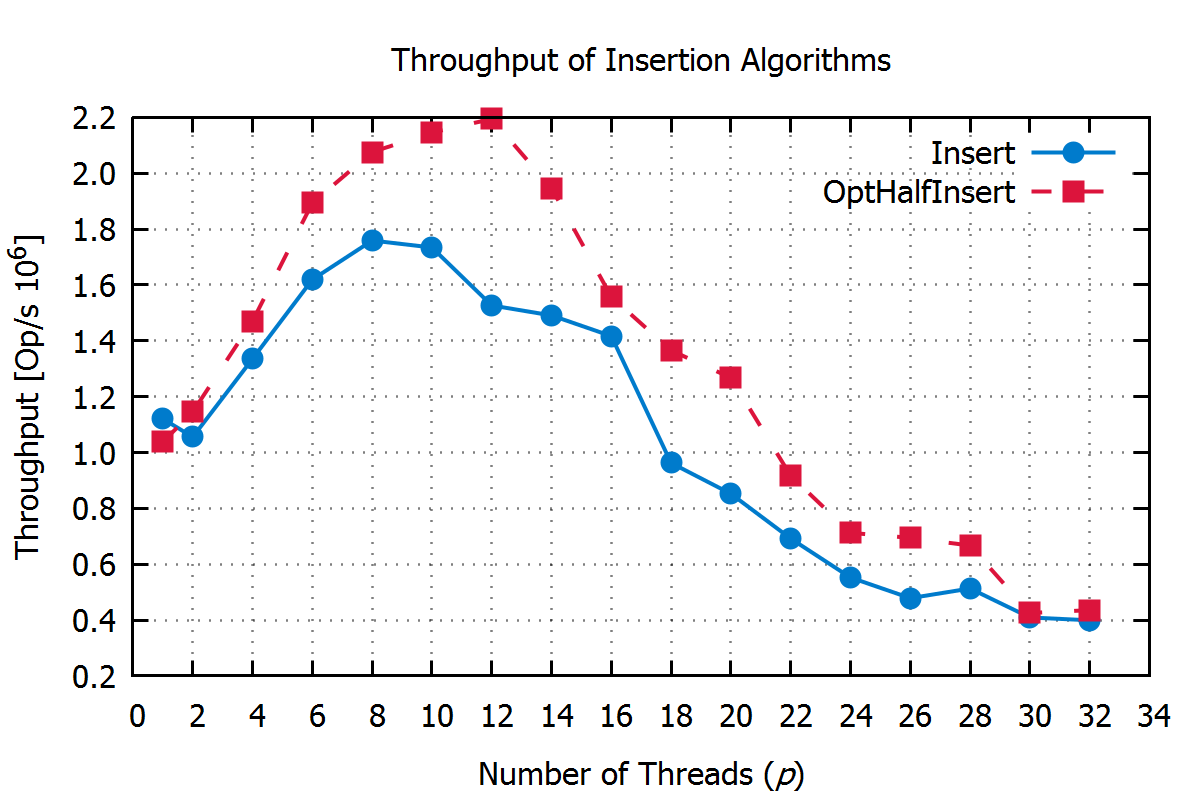 Throughput of Insertion Algorithms
Throughput [Op/s 10⁶]
2.2
2.0
1.8
1.6
1.4
1.2
1.0
0.8
0.6
0.4
0.2
Insert
OptHalfInsert
0 2 4 6 8 10 12 14 16 18 20 22 24 26 28 30 32 34
Number of Threads (p)